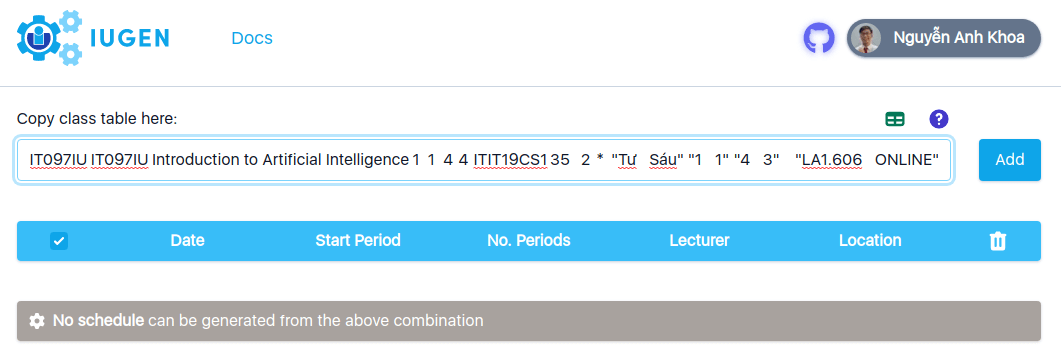 IUGEN Docs Nguyễn Anh Khoa
Copy class table here:
IT097IU IT097IU Introduction to Artificial Intelligence 1 1 4 4 ITIT19CS1 35 2 * "Tư Sáu" "1 1" "4 3" "LA1.606 ONLINE" Add
Date Start Period No. Periods Lecturer Location
No schedule can be generated from the above combination